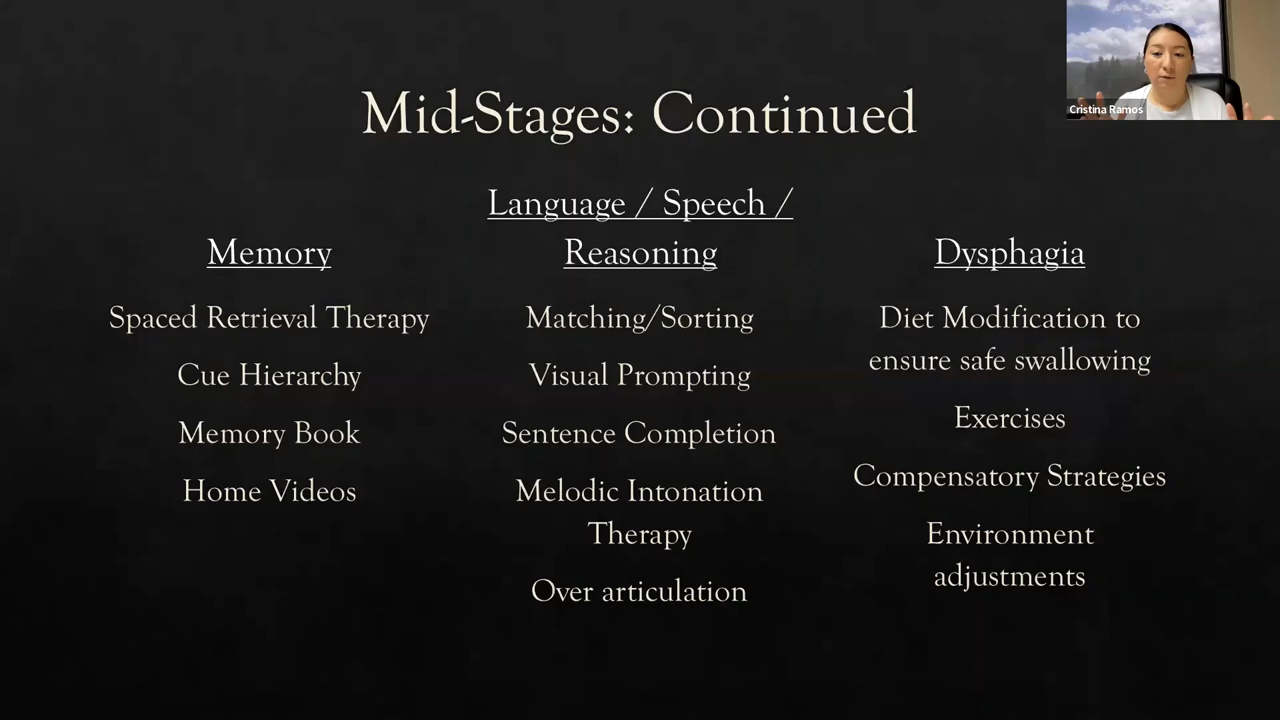 Cristina Ramos
Mid-Stages: Continued
Memory
Spaced Retrieval Therapy
Cue Hierarchy
Memory Book
Home Videos
Language / Speech /
Reasoning
Matching/Sorting
Visual Prompting
Sentence Completion
Melodic Intonation
Therapy
Over articulation
Dysphagia
Diet Modification to
ensure safe swallowing
Exercises
Compensatory Strategies
Environment
adjustments